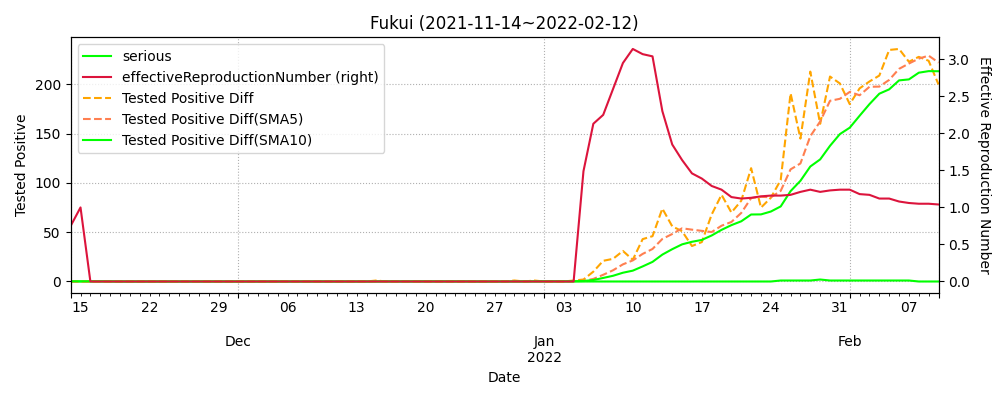 Fukui (2021-11-14~2022-02-12)
serious
effectiveReproductionNumber (right)
Tested Positive Diff
Tested Positive Diff(SMA5)
Tested Positive Diff(SMA10)
Tested Positive
200
150
100
50
0
Effective Reproduction Number
3.0
2.5
2.0
1.5
1.0
0.5
0.0
15 22 29 06 13 20 27 03 10 17 24 31 07
Dec Jan Feb
2022
Date